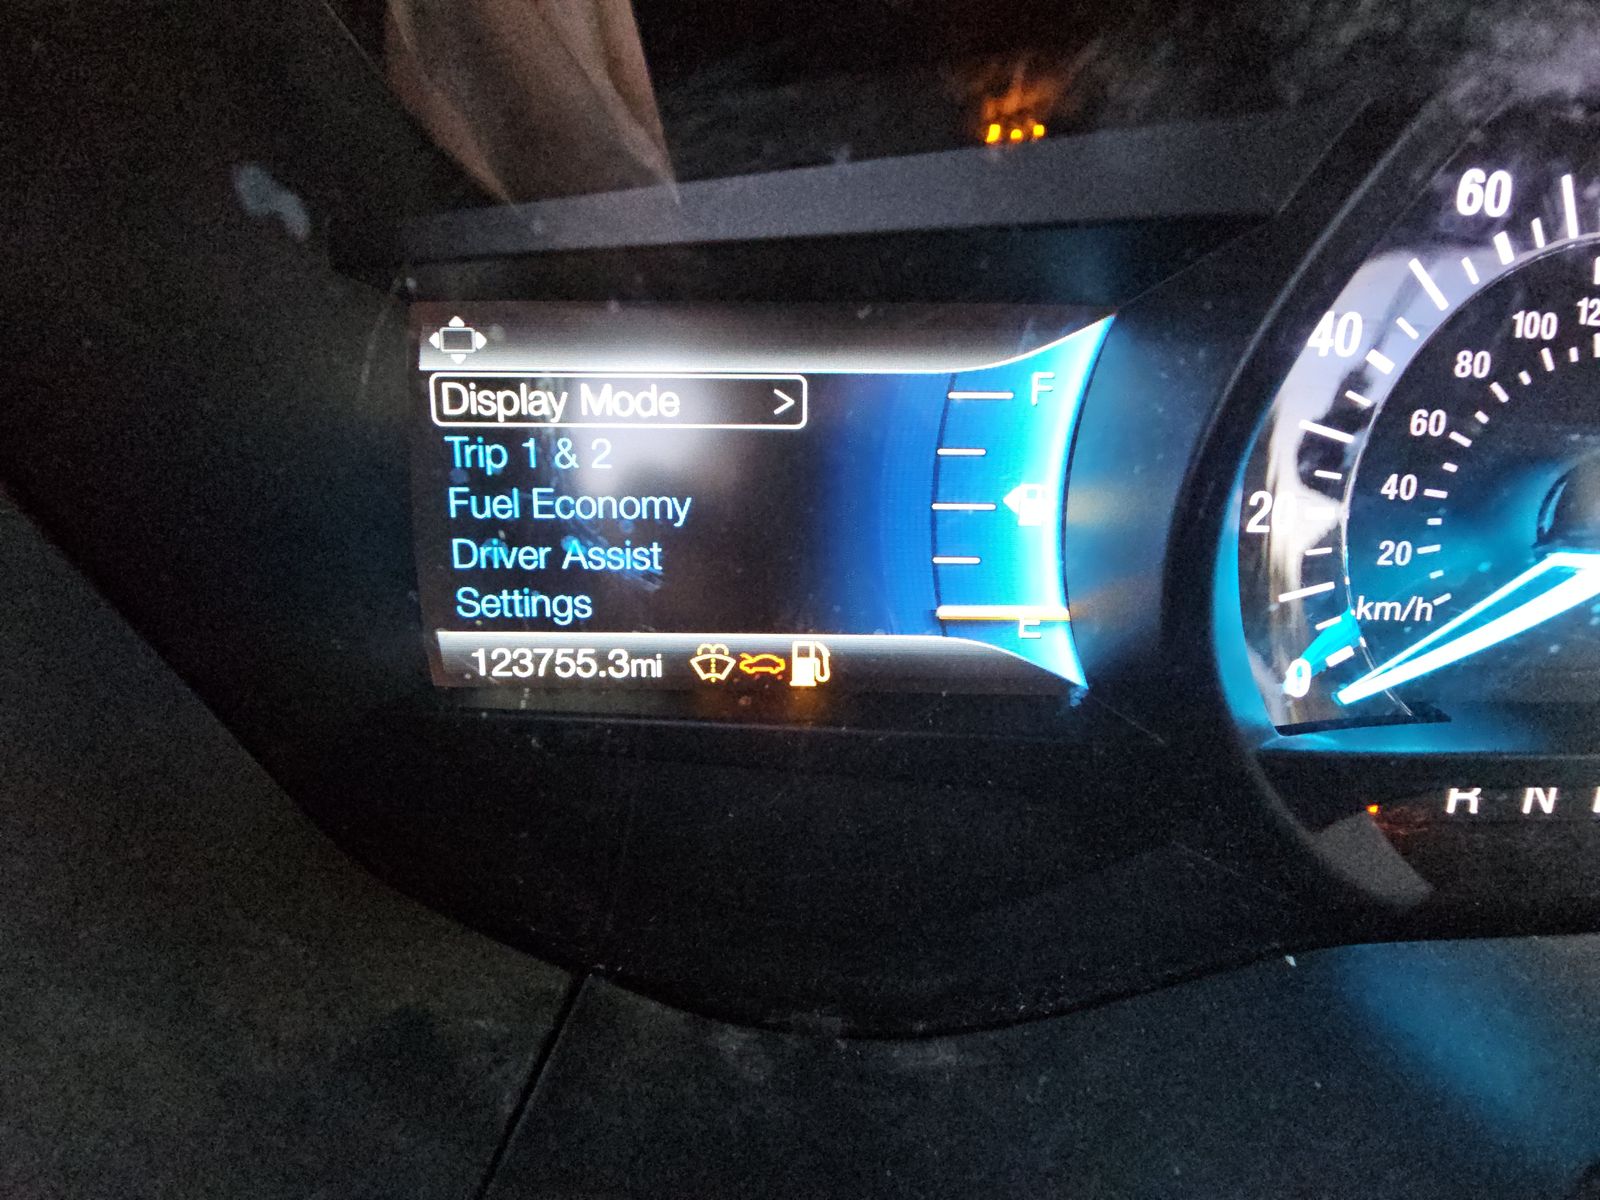 Display Mode >
Trip 1 & 2
Fuel Economy
Driver Assist
Settings
123755.3mi
F
E
60
40
20
0
100
80
60
40
20
km/h
R N